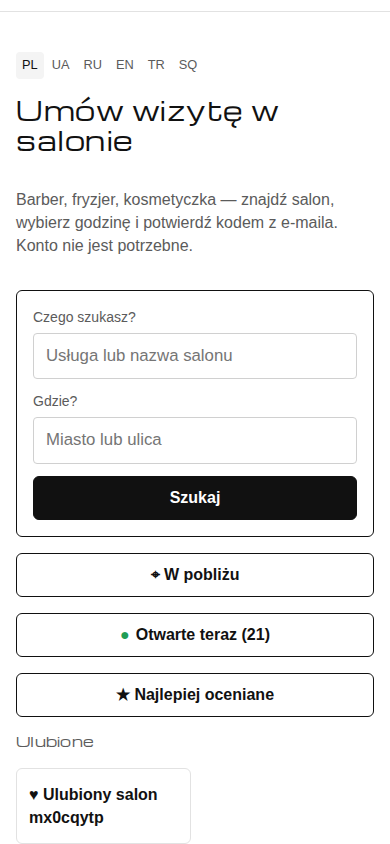 PL UA RU EN TR SQ
Umów wizytę w
salonie
Barber, fryzjer, kosmetyczka — znajdź salon,
wybierz godzinę i potwierdź kodem z e-maila.
Konto nie jest potrzebne.
Czego szukasz?
Usługa lub nazwa salonu
Gdzie?
Miasto lub ulica
Szukaj
⌖ W pobliżu
● Otwarte teraz (21)
★ Najlepiej oceniane
Ulubione
♥ Ulubiony salon
mx0cqytp